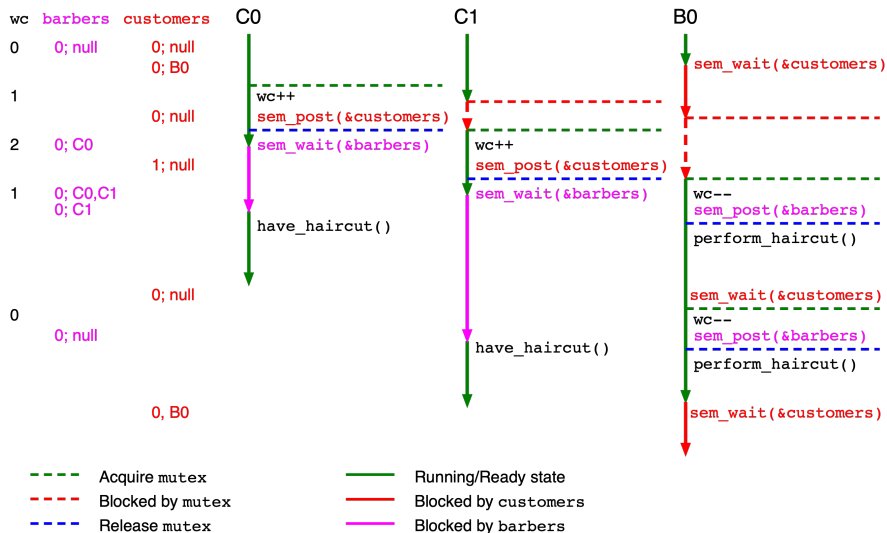 wc barbers customers C0 C1 B0
0 0; null 0; null
0; B0 sem_wait(&customers)
1 wc++
0; null sem_post(&customers)
2 0; C0 sem_wait(&barbers) wc++
1; null sem_post(&customers)
1 0; C0,C1 sem_wait(&barbers) wc--
0; C1 sem_post(&barbers)
have_haircut() perform_haircut()
0; null sem_wait(&customers)
0 wc--
0; null sem_post(&barbers)
have_haircut() perform_haircut()
0, B0 sem_wait(&customers)
Acquire mutex Running/Ready state
Blocked by mutex Blocked by customers
Release mutex Blocked by barbers